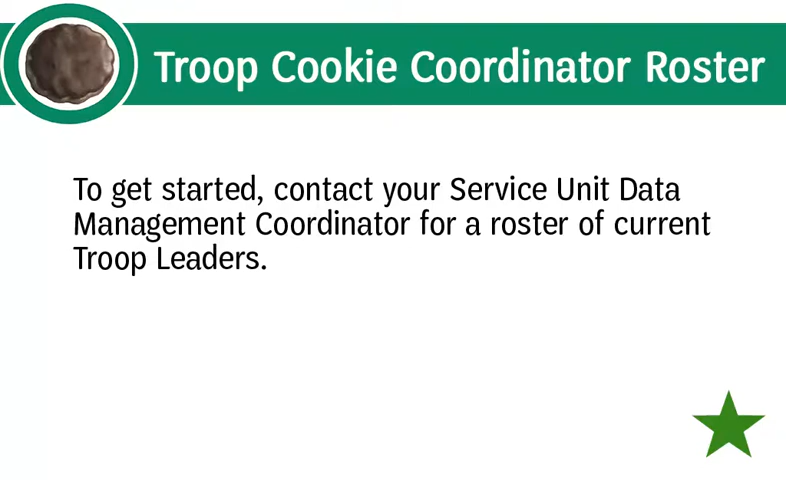 Troop Cookie Coordinator Roster
To get started, contact your Service Unit Data
Management Coordinator for a roster of current
Troop Leaders.